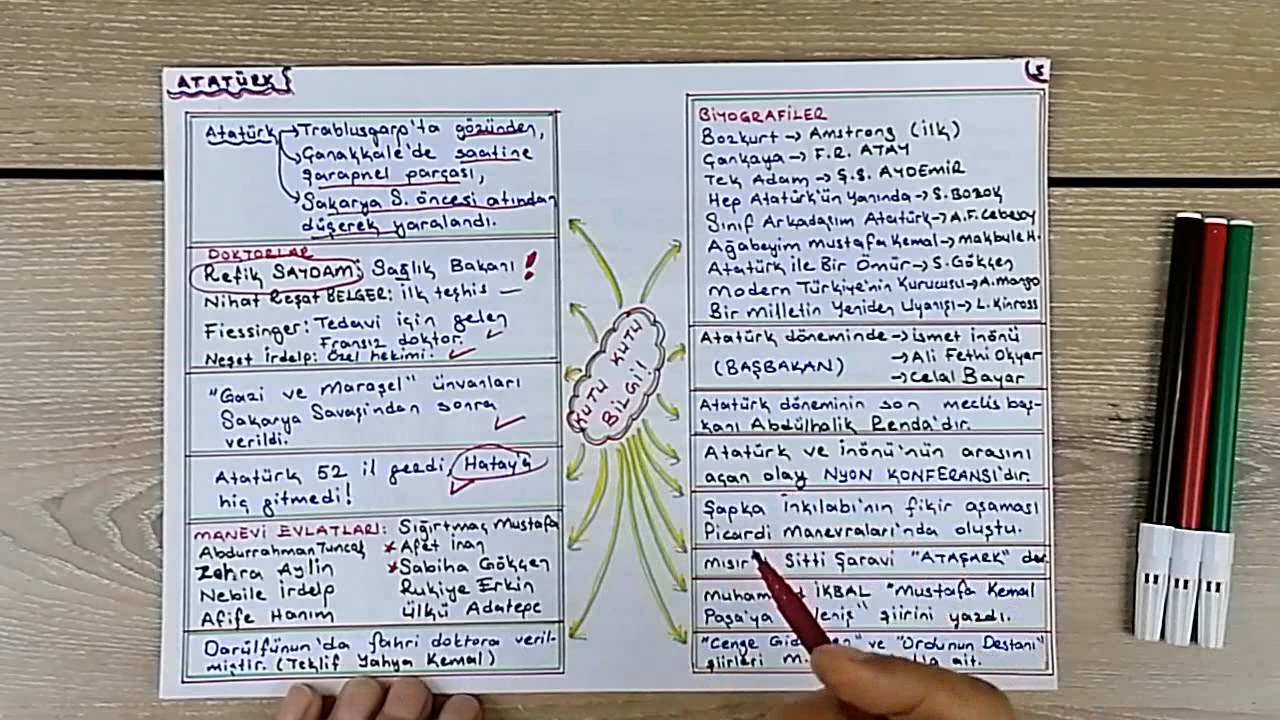 ATATÜRK
Atatürk → Trablusgarp'ta gözünden,
→ Çanakkale'de saatine
şarapnel parçası,
→ Sakarya S. öncesi atından
düşerek yaralandı.
DOKTORLAR
Refik SAYDAM: Sağlık Bakanı !
Nihat Reşat BELGER: ilk teşhis
Fiessinger: Tedavi için gelen
Fransız doktor.
Neşet İrdelp: Özel hekimi.
"Gazi ve Maraşel" ünvanları
Sakarya Savaşı'ndan sonra
verildi.
Atatürk 52 il gezdi, Hatay'a
hiç gitmedi!
MANEVİ EVLATLARI: Sığırtmaç Mustafa
Abdurrahman Tuncak * Afet İnan
Zehra Aylin * Sabiha Gökçen
Nebile İrdelp Rukiye Erkin
Afife Hanım Ülkü Adatepe
Darülfünun'da fahri doktora veril-
miştir. (Teklif Yahya Kemal)
KUTU KUTU
BİLGİ!
BİYOGRAFİLER
Bozkurt → Amstrong (ilk)
Çankaya → F.R. ATAY
Tek Adam → Ş.S. AYDEMİR
Hep Atatürk'ün Yanında → S. BOZOK
Sınıf Arkadaşım Atatürk → A.F. Cebesoy
Ağabeyim Mustafa Kemal → Makbule H.
Atatürk ile Bir Ömür → S. Gökçen
Modern Türkiye'nin Kurucusu → A. Mango
Bir Milletin Yeniden Uyanışı → L. Kinross
Atatürk döneminde → İsmet İnönü
(BAŞBAKAN) → Ali Fethi Okyar
→ Celal Bayar
Atatürk döneminin son meclis baş-
kanı Abdülhalik Renda'dır.
Atatürk ve İnönü'nün arasını
açan olay NYON KONFERANSI'dır.
Şapka İnkılabı'nın fikir aşaması
Picardi Manevraları'nda oluştu.
Mısır Sitti Şaravi "ATAŞARK"
İKBAL "Mustafa Kemal
Paşa'ya şiirini yazdı.
"Cenge ve "Ordunun Destanı"
şiirleri M. ait.